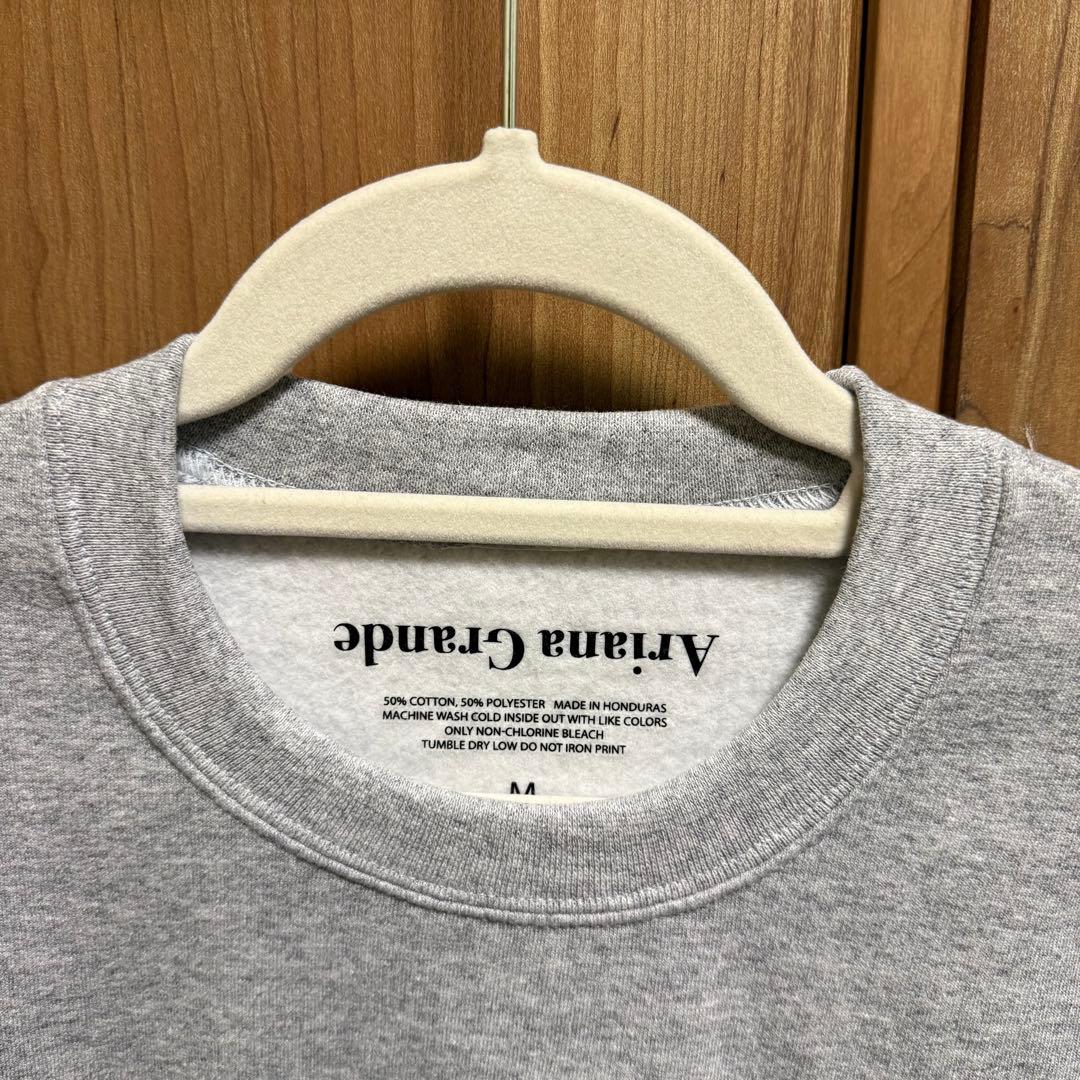 Ariana Grande
50% COTTON, 50% POLYESTER MADE IN HONDURAS
MACHINE WASH COLD INSIDE OUT WITH LIKE COLORS
ONLY NON-CHLORINE BLEACH
TUMBLE DRY LOW DO NOT IRON PRINT
M